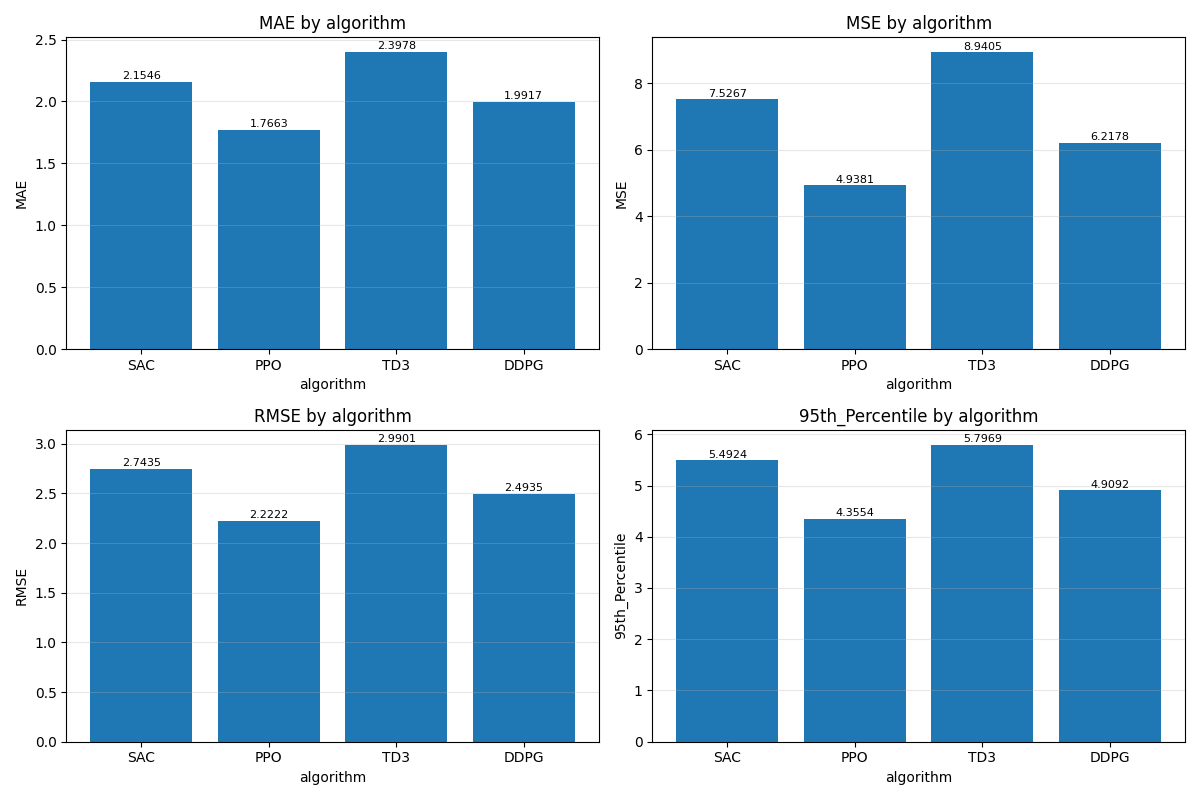 MAE by algorithm
2.5
2.0
1.5
1.0
0.5
0.0
MAE
2.1546
1.7663
2.3978
1.9917
SAC PPO TD3 DDPG
algorithm
MSE by algorithm
8
6
4
2
0
MSE
7.5267
4.9381
8.9405
6.2178
SAC PPO TD3 DDPG
algorithm
RMSE by algorithm
3.0
2.5
2.0
1.5
1.0
0.5
0.0
RMSE
2.7435
2.2222
2.9901
2.4935
SAC PPO TD3 DDPG
algorithm
95th_Percentile by algorithm
6
5
4
3
2
1
0
95th_Percentile
5.4924
4.3554
5.7969
4.9092
SAC PPO TD3 DDPG
algorithm